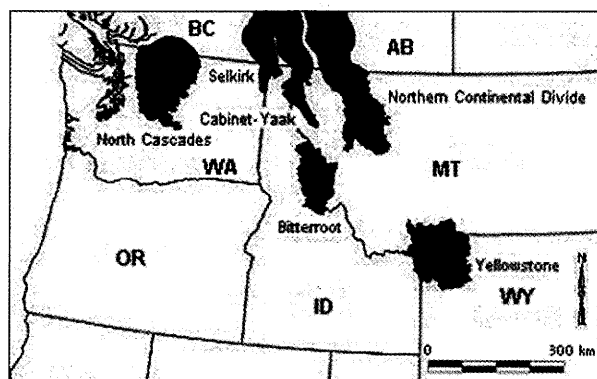 BC
AB
Selkirk
Northern Continental Divide
Cabinet-Yaak
North Cascades
WA
MT
Bitterroot
OR
Yellowstone
N
ID
WY
0 300 km